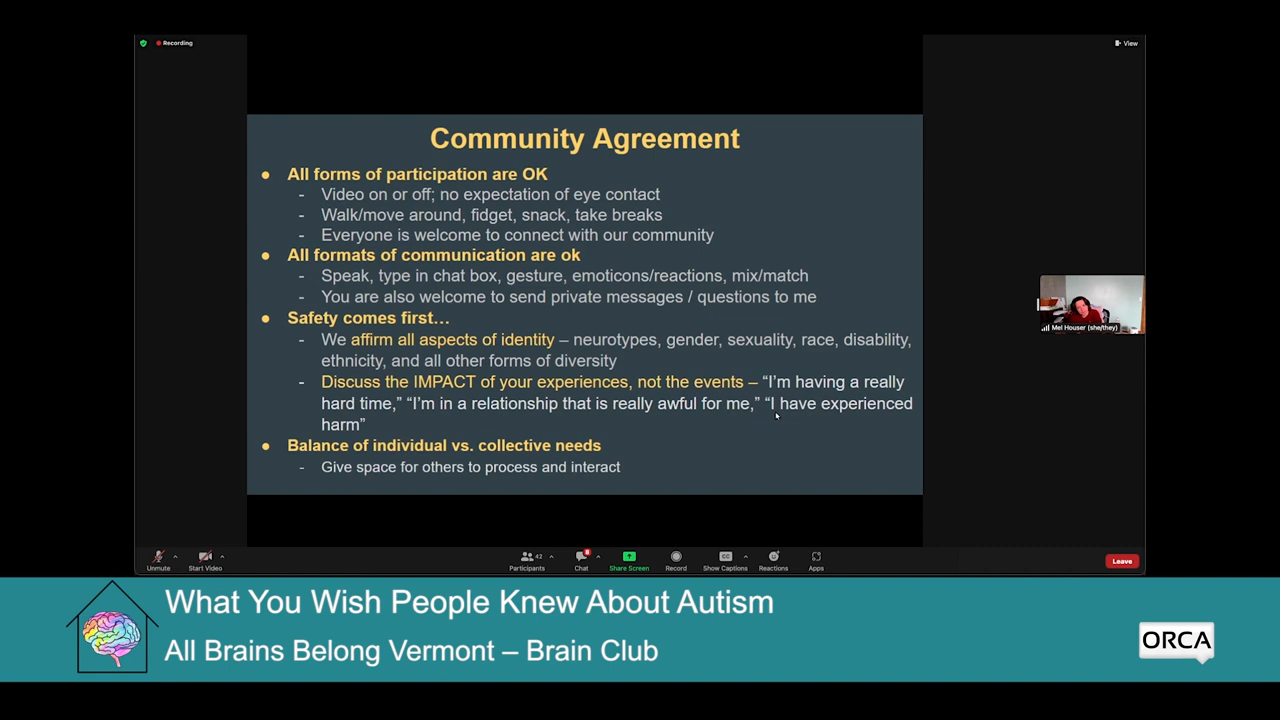 Recording
View
Community Agreement
● All forms of participation are OK
- Video on or off; no expectation of eye contact
- Walk/move around, fidget, snack, take breaks
- Everyone is welcome to connect with our community
● All formats of communication are ok
- Speak, type in chat box, gesture, emoticons/reactions, mix/match
- You are also welcome to send private messages / questions to me
● Safety comes first…
- We affirm all aspects of identity – neurotypes, gender, sexuality, race, disability,
ethnicity, and all other forms of diversity
- Discuss the IMPACT of your experiences, not the events – “I’m having a really
hard time,” “I’m in a relationship that is really awful for me,” “I have experienced
harm”
● Balance of individual vs. collective needs
- Give space for others to process and interact
Mel Houser (she/they)
Unmute Start Video 42 Participants 8 Chat Share Screen Record CC Show Captions Reactions Apps Leave
What You Wish People Knew About Autism
All Brains Belong Vermont – Brain Club
ORCA